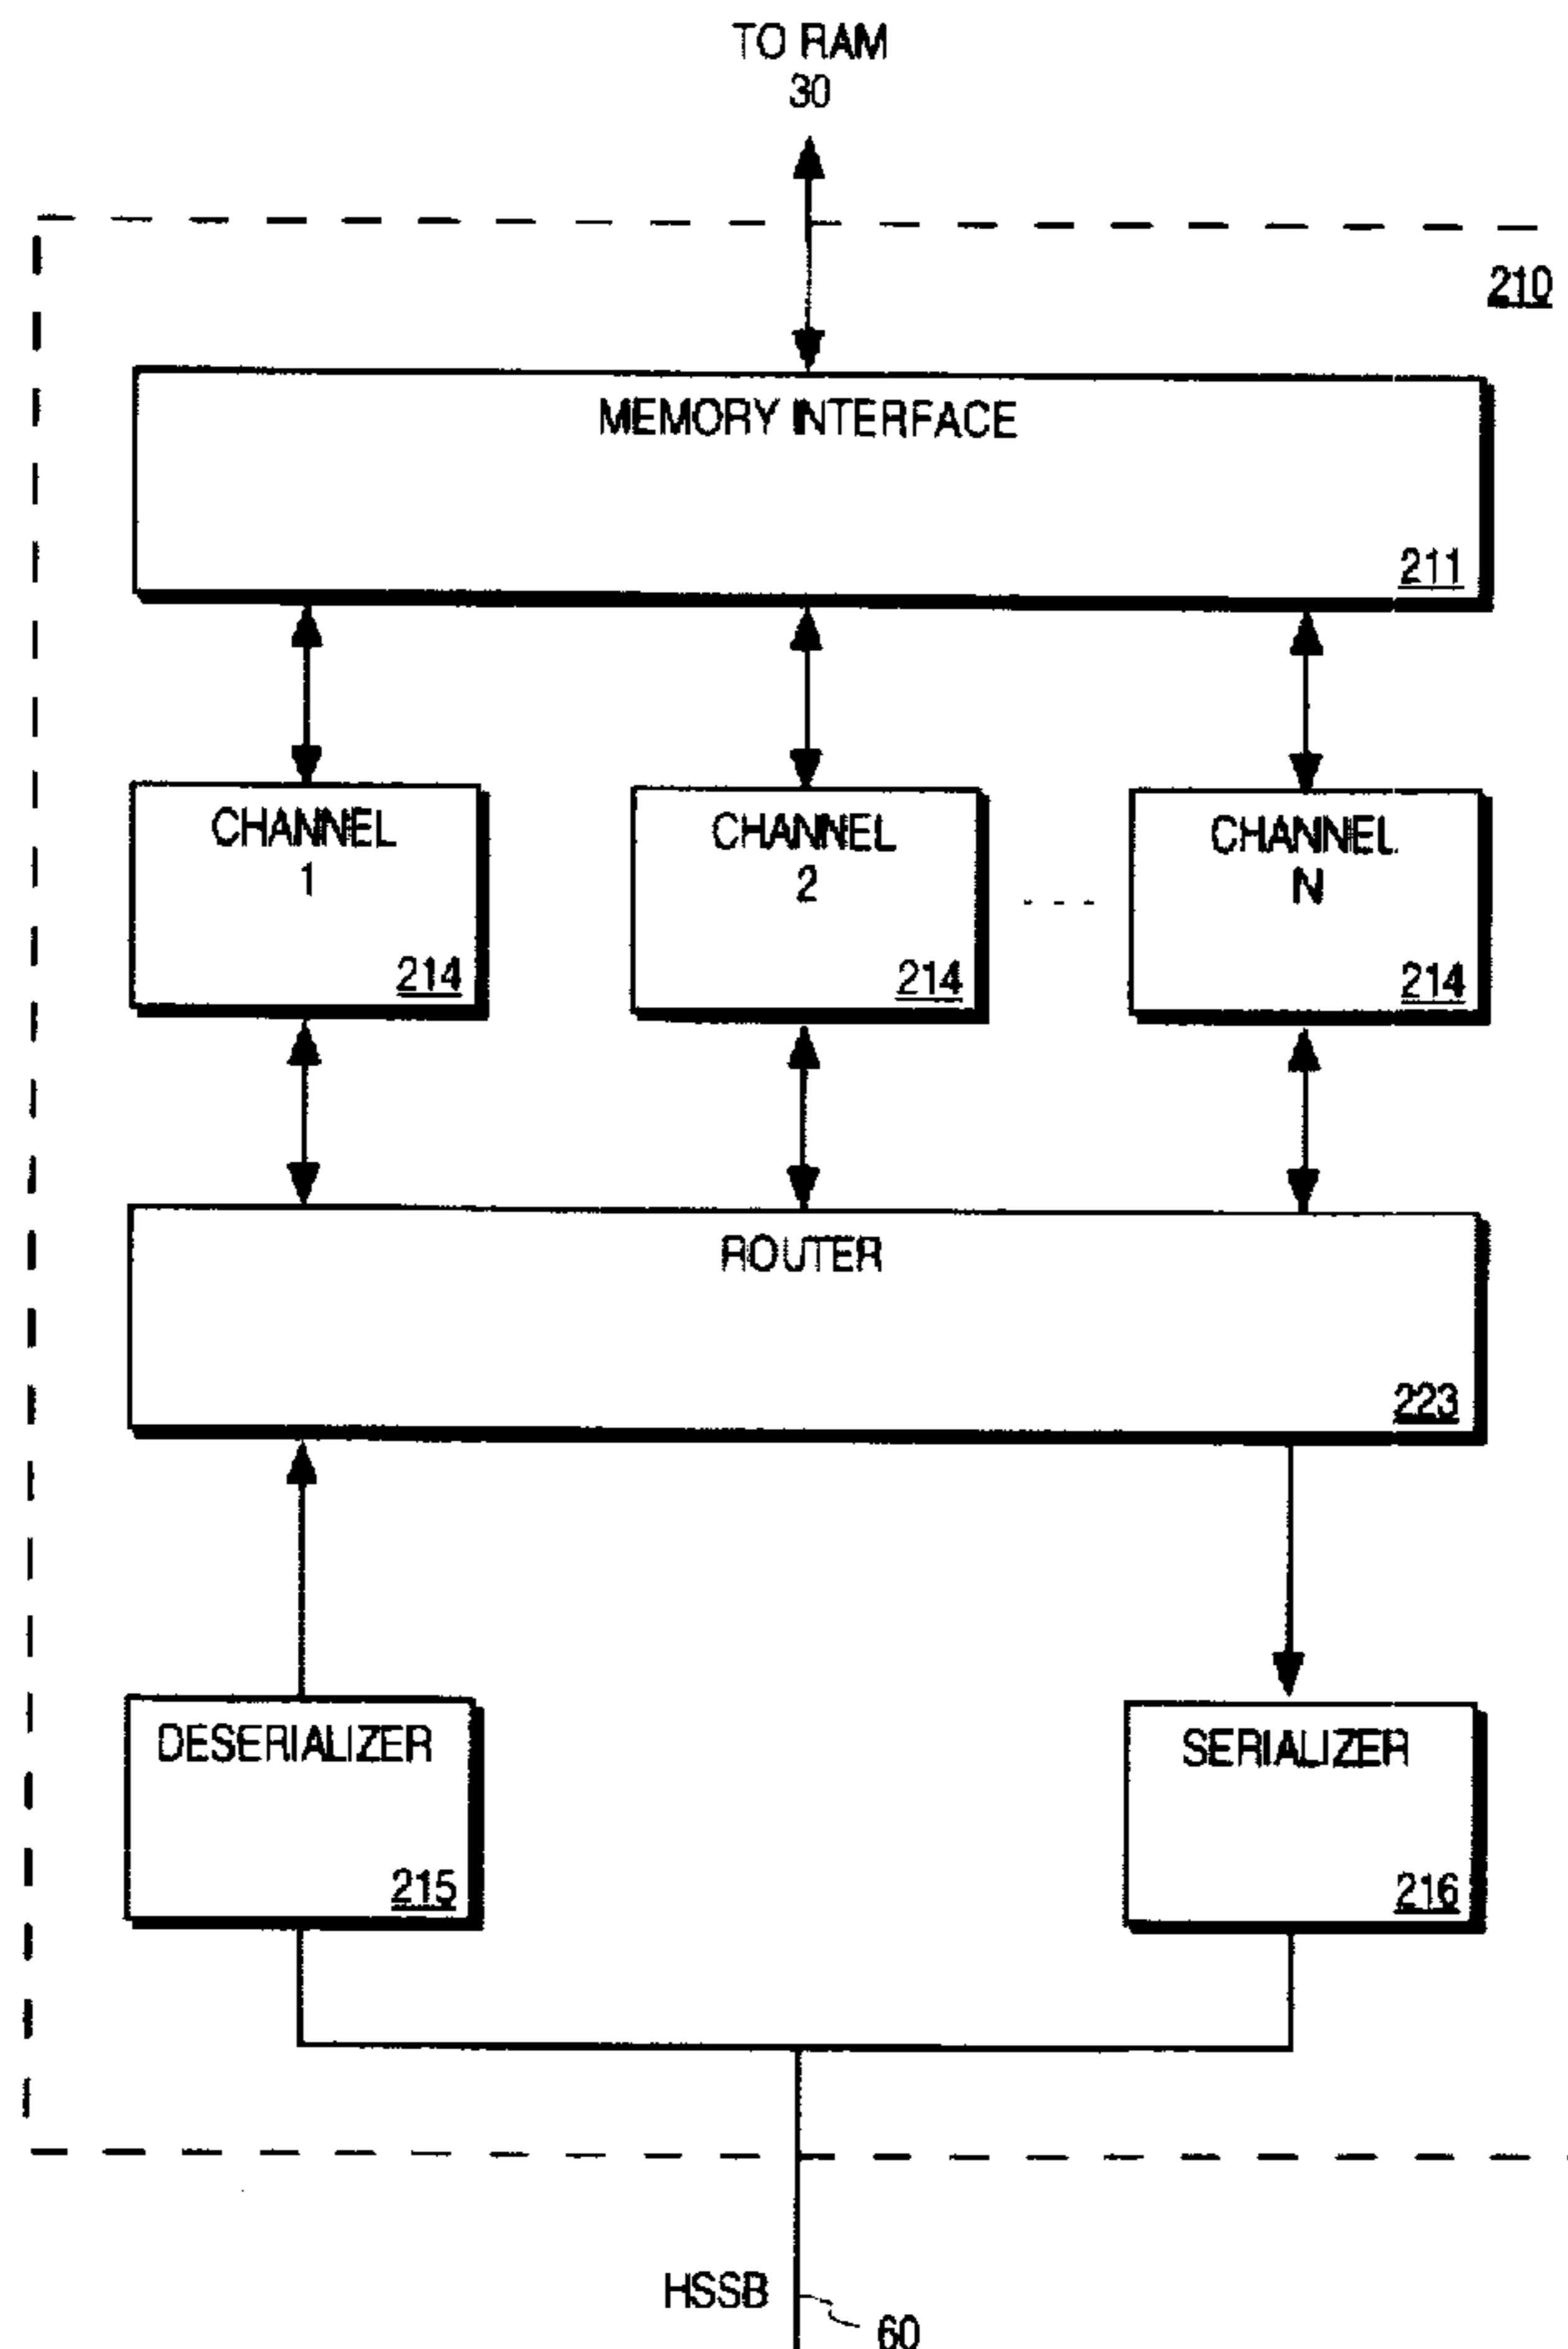 TO RAM
30
210
MEMORY INTERFACE
211
CHANNEL
1
214
CHANNEL
2
214
CHANNEL
N
214
ROUTER
223
DESERIALIZER
215
SERIALIZER
216
HSSB
60